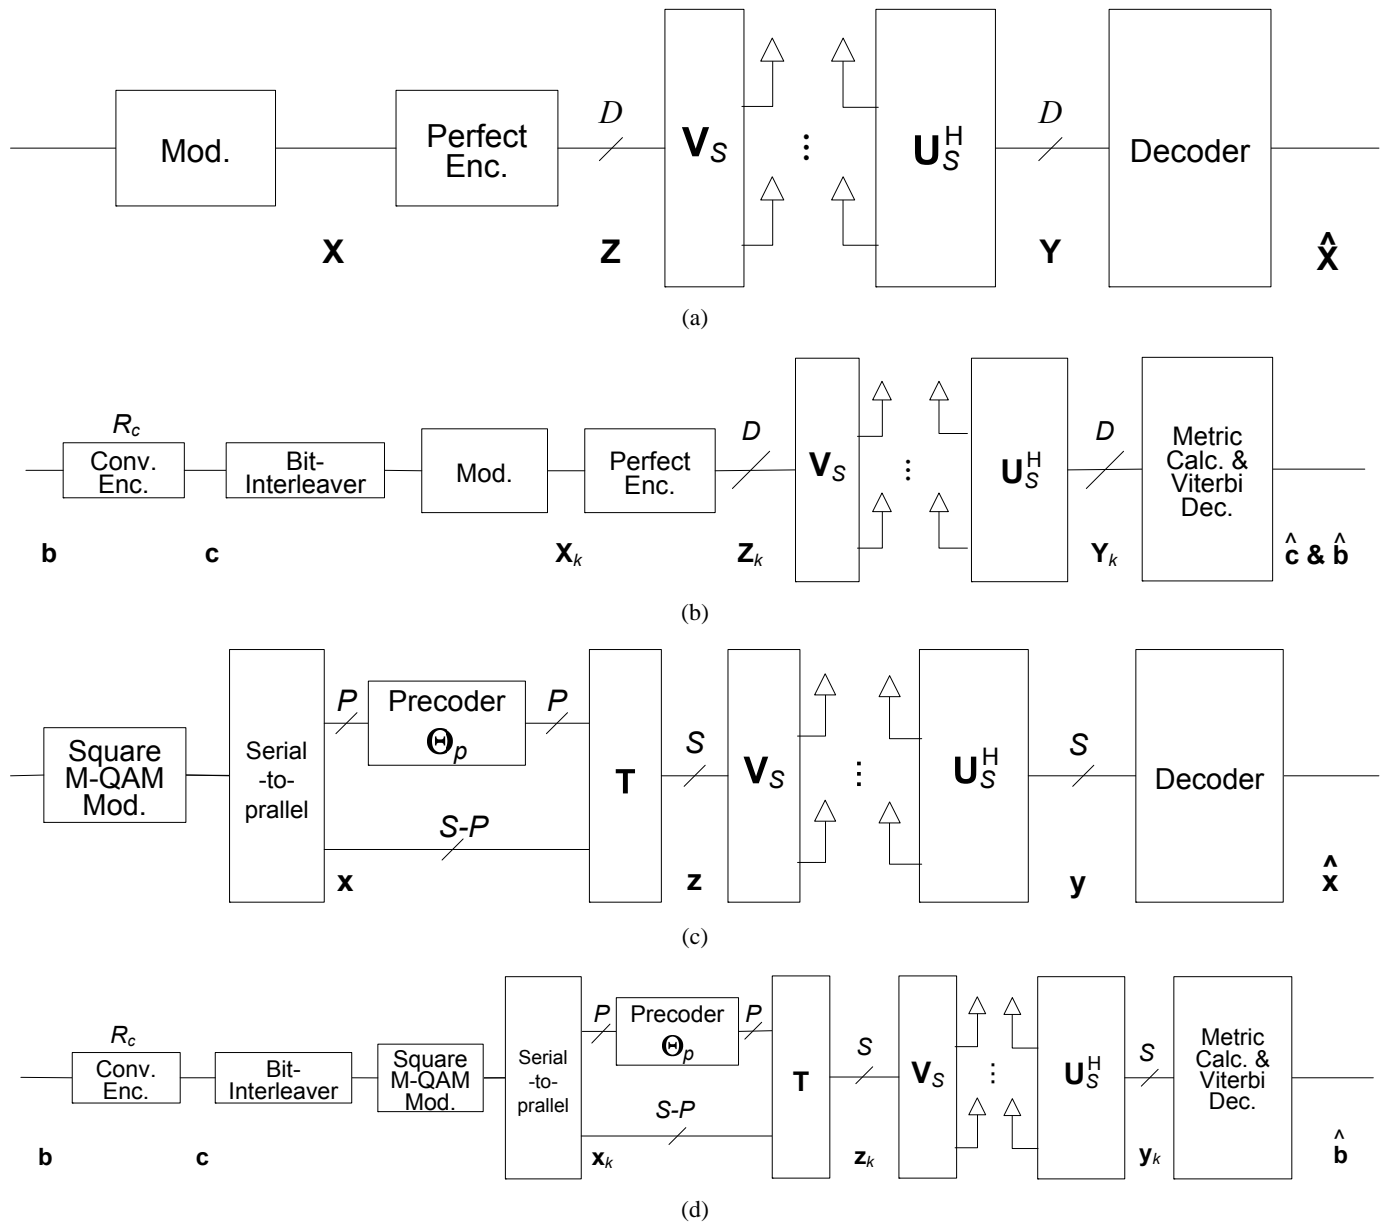 Mod.
Perfect
Enc.
D
V_S
⋮
U_S^H
D
Decoder
X
Z
Y
X̂
(a)
R_c
Conv.
Enc.
Bit-
Interleaver
Mod.
Perfect
Enc.
D
V_S
⋮
U_S^H
D
Metric
Calc. &
Viterbi
Dec.
b
c
X_k
Z_k
Y_k
ĉ & b̂
(b)
Square
M-QAM
Mod.
Serial
-to-
prallel
P
Precoder
Θ_p
P
S-P
T
S
V_S
⋮
U_S^H
S
Decoder
x
z
y
x̂
(c)
R_c
Conv.
Enc.
Bit-
Interleaver
Square
M-QAM
Mod.
Serial
-to-
prallel
P
Precoder
Θ_p
P
S-P
T
S
V_S
⋮
U_S^H
S
Metric
Calc. &
Viterbi
Dec.
b
c
x_k
z_k
y_k
b̂
(d)